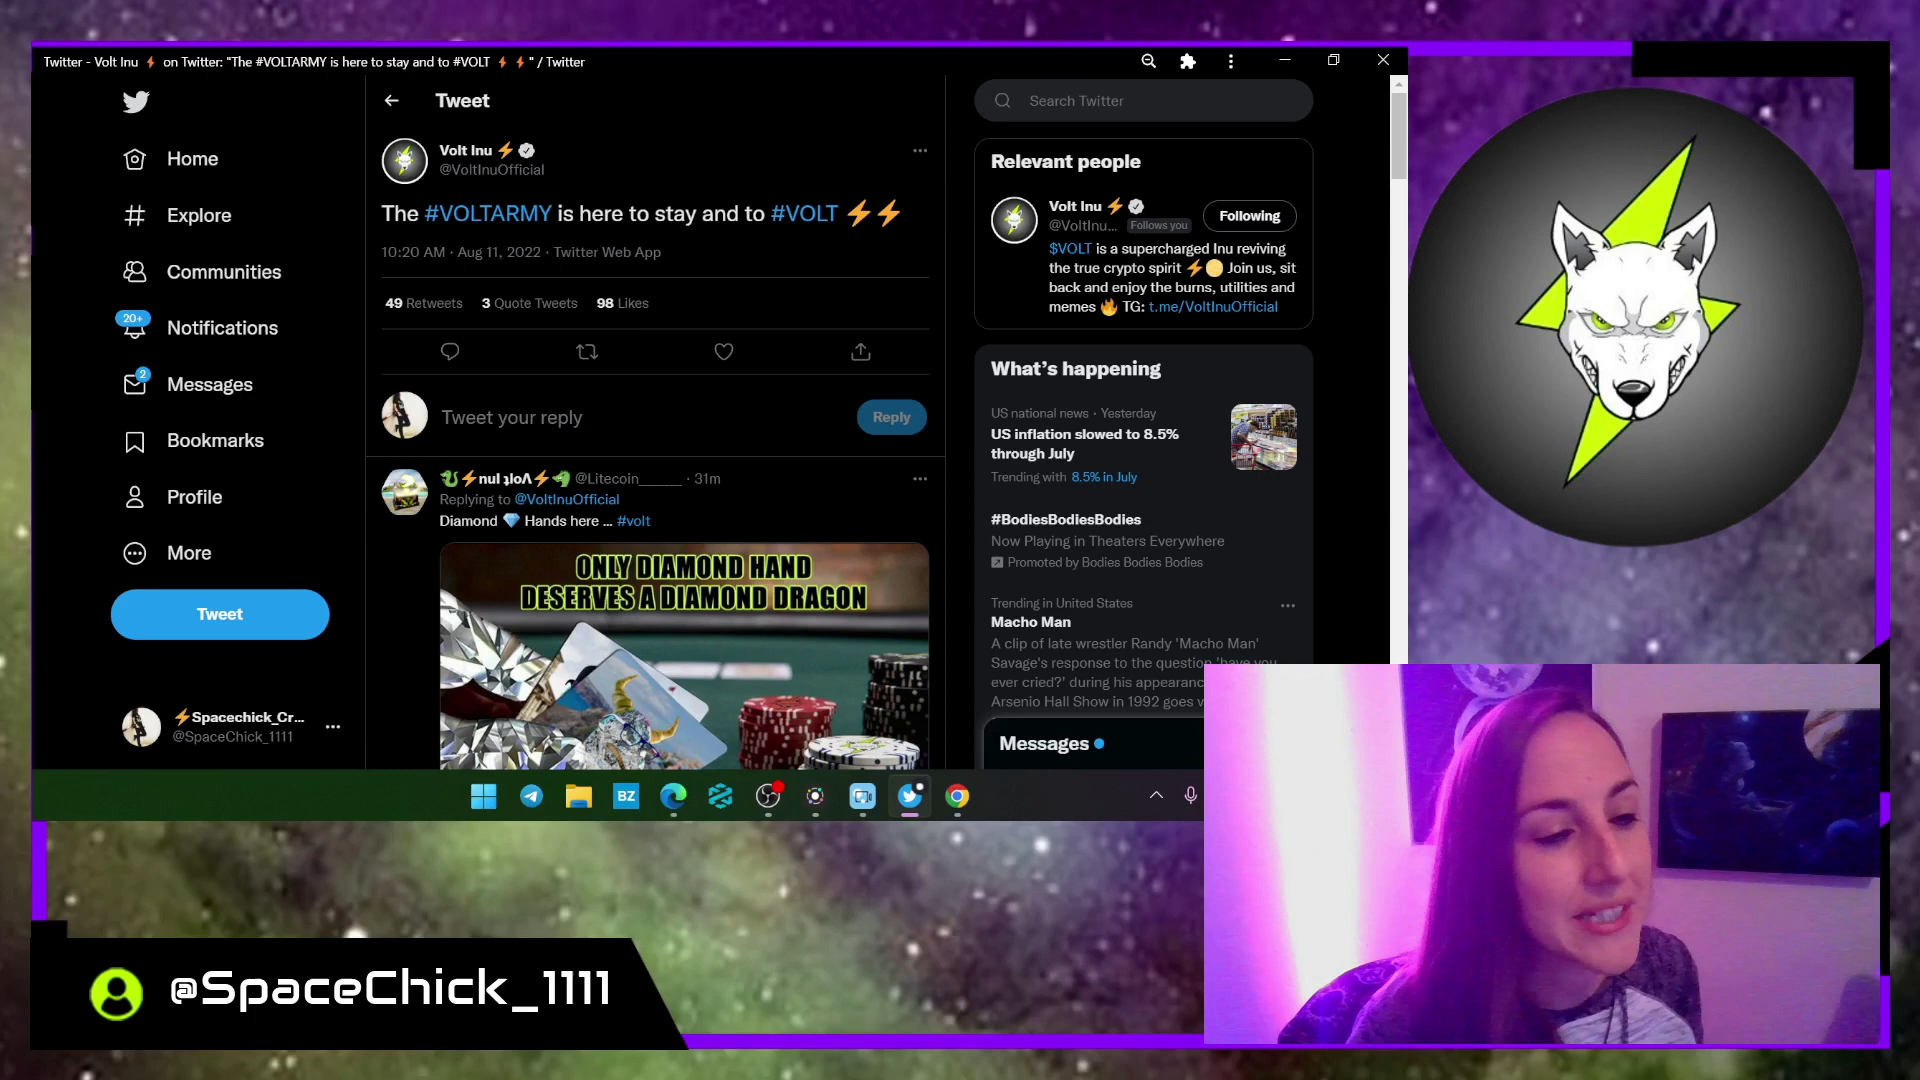 Twitter - Volt Inu ⚡ on Twitter: "The #VOLTARMY is here to stay and to #VOLT ⚡⚡" / Twitter
Home
Explore
Communities
20+
Notifications
2
Messages
Bookmarks
Profile
More
Tweet
⚡Spacechick_Cr...
@SpaceChick_1111
Tweet
Volt Inu ⚡
@VoltInuOfficial
The #VOLTARMY is here to stay and to #VOLT ⚡⚡
10:20 AM · Aug 11, 2022 · Twitter Web App
49 Retweets 3 Quote Tweets 98 Likes
Tweet your reply
Reply
🐉⚡nuI ʇloΛ⚡🐲 @Litecoin_____ · 31m
Replying to @VoltInuOfficial
Diamond 💎 Hands here ... #volt
ONLY DIAMOND HAND
DESERVES A DIAMOND DRAGON
Search Twitter
Relevant people
Volt Inu ⚡
@VoltInu... Follows you
Following
$VOLT is a supercharged Inu reviving
the true crypto spirit ⚡🌕 Join us, sit
back and enjoy the burns, utilities and
memes 🔥 TG: t.me/VoltInuOfficial
What's happening
US national news · Yesterday
US inflation slowed to 8.5%
through July
Trending with 8.5% in July
#BodiesBodiesBodies
Now Playing in Theaters Everywhere
Promoted by Bodies Bodies Bodies
Trending in United States
Macho Man
A clip of late wrestler Randy 'Macho Man'
Savage's response to the question 'have you
ever cried?' during his appearanc
Arsenio Hall Show in 1992 goes v
Messages
BZ
@SpaceChick_1111